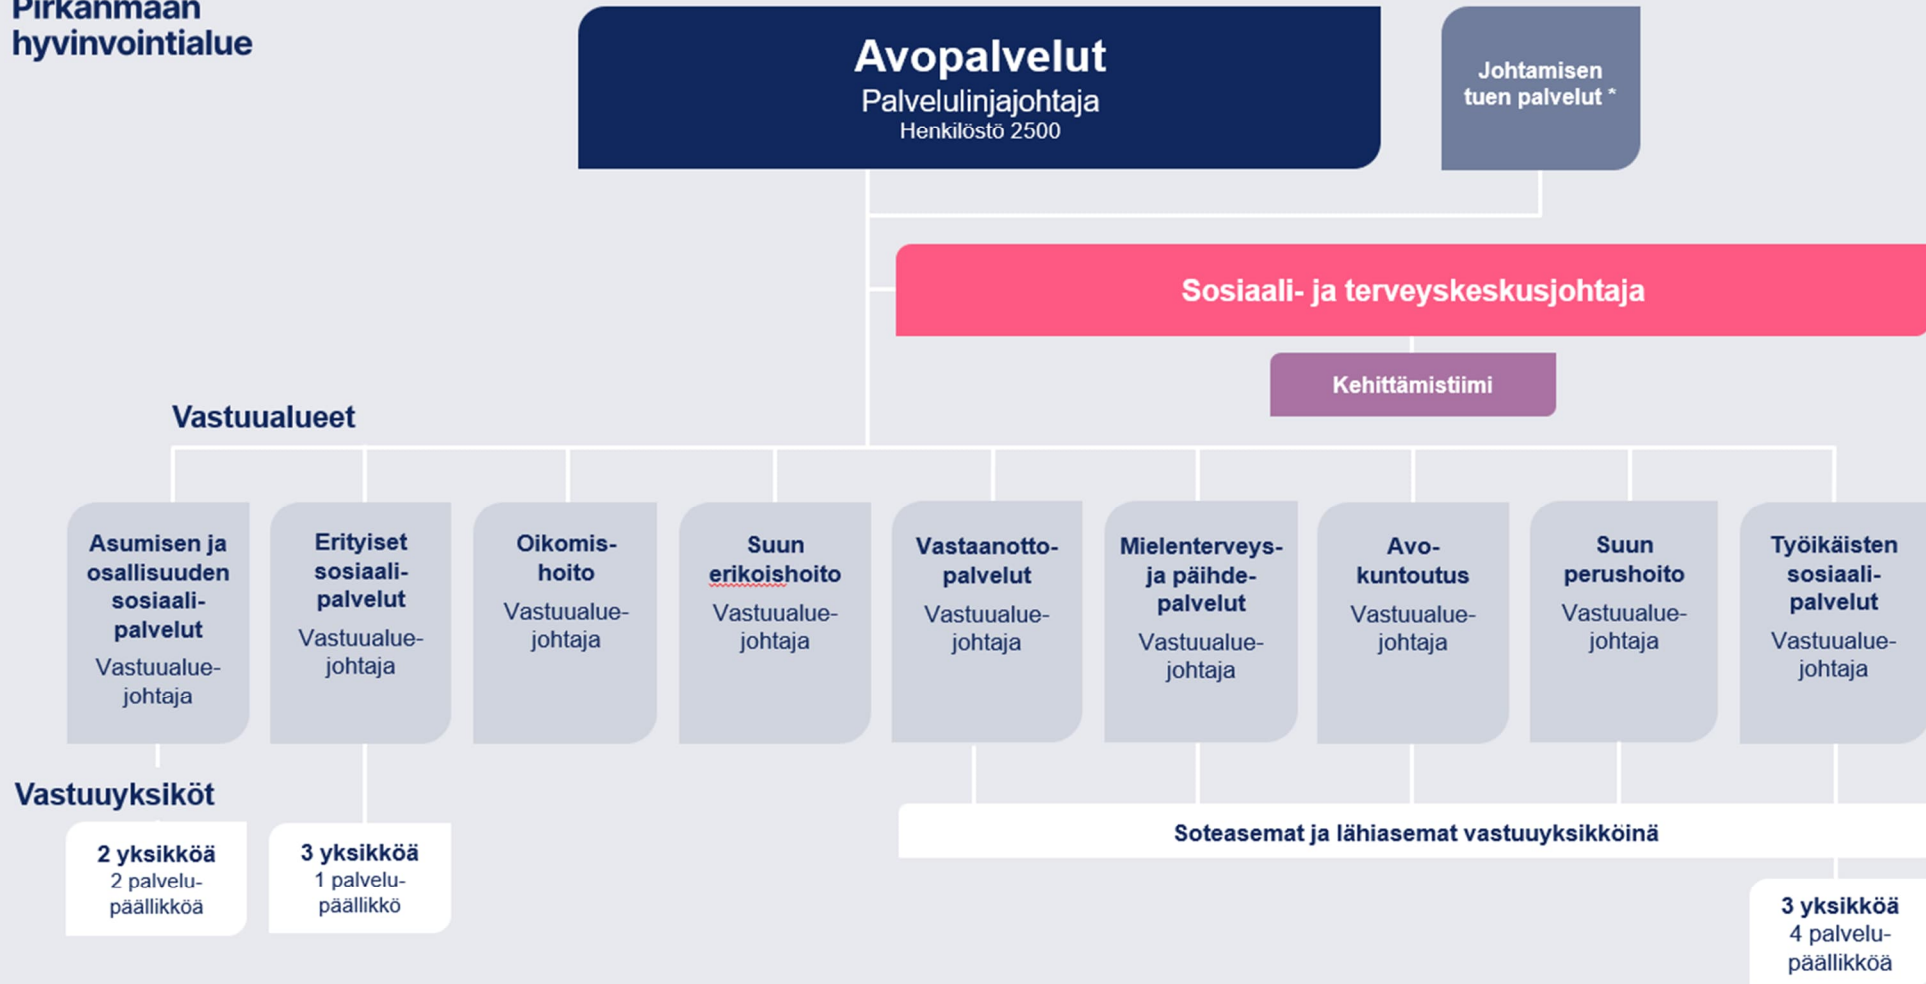 Pirkanmaan
hyvinvointialue
Avopalvelut
Palvelulinjajohtaja
Henkilöstö 2500
Johtamisen
tuen palvelut *
Sosiaali- ja terveyskeskusjohtaja
Kehittämistiimi
Vastuualueet
Asumisen ja
osallisuuden
sosiaali-
palvelut
Vastuualue-
johtaja
Erityiset
sosiaali-
palvelut
Vastuualue-
johtaja
Oikomis-
hoito
Vastuualue-
johtaja
Suun
erikoishoito
Vastuualue-
johtaja
Vastaanotto-
palvelut
Vastuualue-
johtaja
Mielenterveys-
ja päihde-
palvelut
Vastuualue-
johtaja
Avo-
kuntoutus
Vastuualue-
johtaja
Suun
perushoito
Vastuualue-
johtaja
Työikäisten
sosiaali-
palvelut
Vastuualue-
johtaja
Vastuuyksiköt
2 yksikköä
2 palvelu-
päällikköä
3 yksikköä
1 palvelu-
päällikkö
Soteasemat ja lähiasemat vastuuyksikköinä
3 yksikköä
4 palvelu-
päällikköä